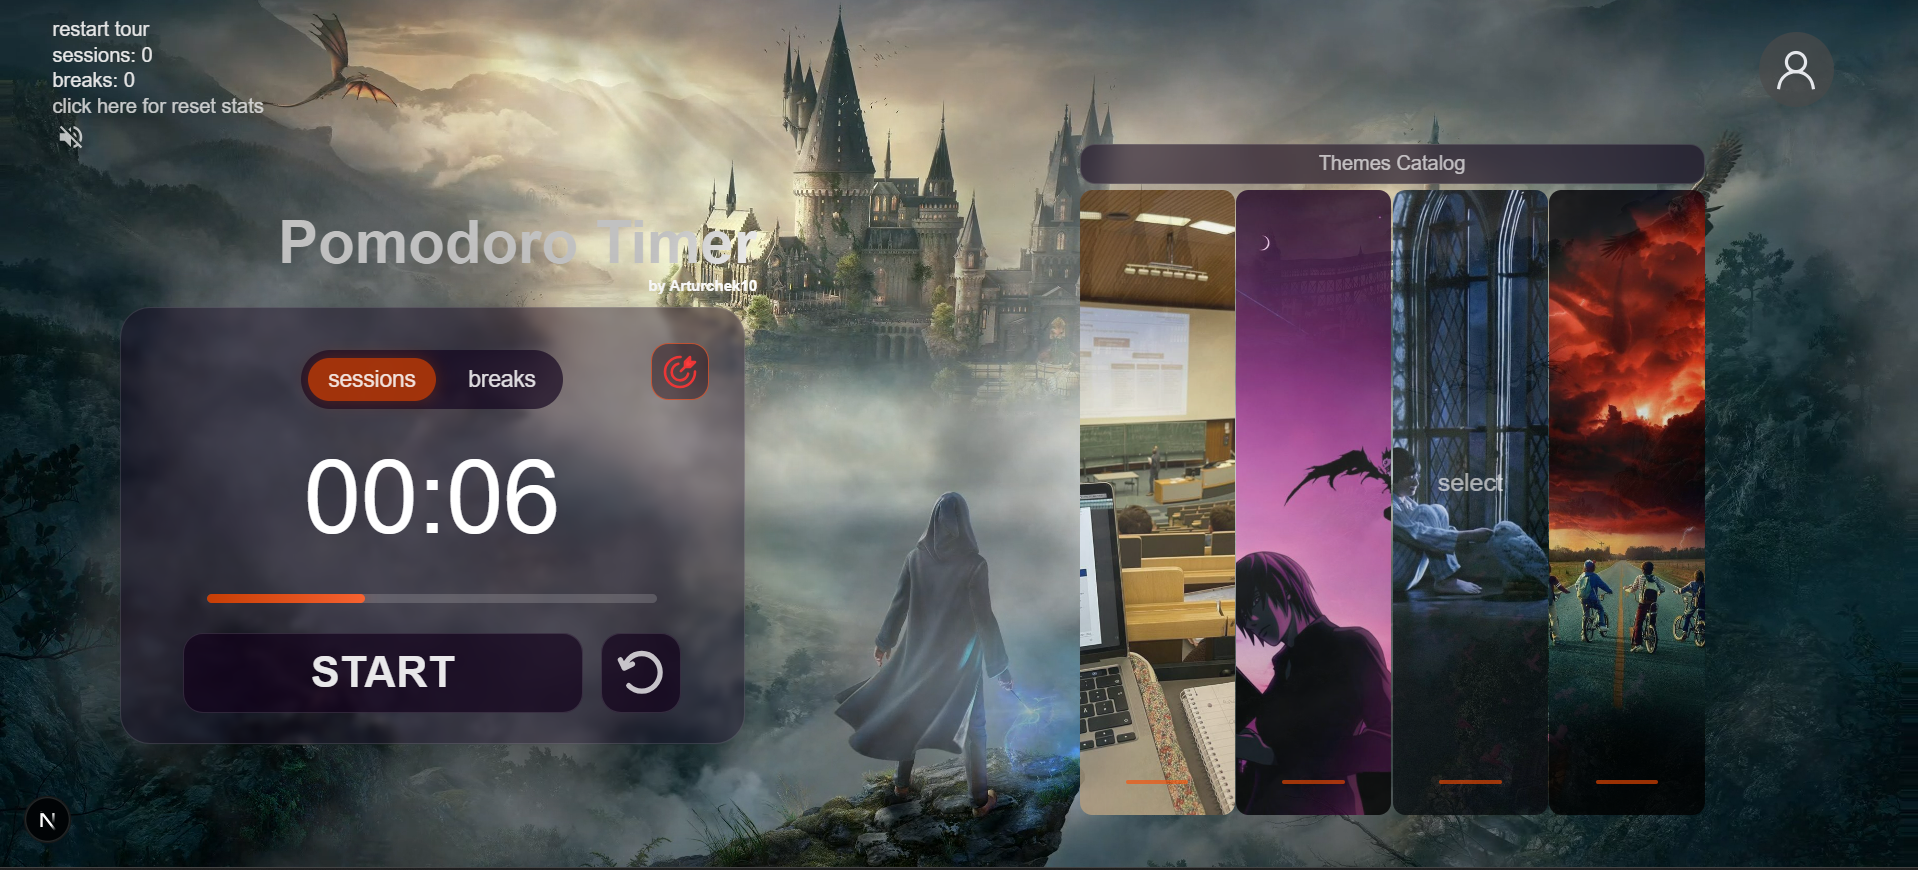 restart tour
sessions: 0
breaks: 0
click here for reset stats
Themes Catalog
Pomodoro Timer
by Arturchek10
sessions
breaks
00:06
START
select
N